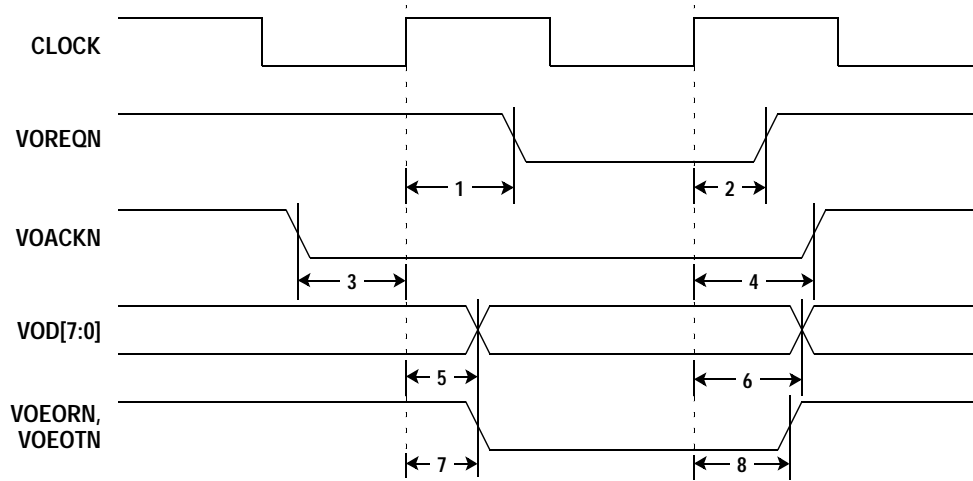 CLOCK
VOREQN
1
2
VOACKN
3
4
VOD[7:0]
5
6
VOEORN,
VOEOTN
7
8